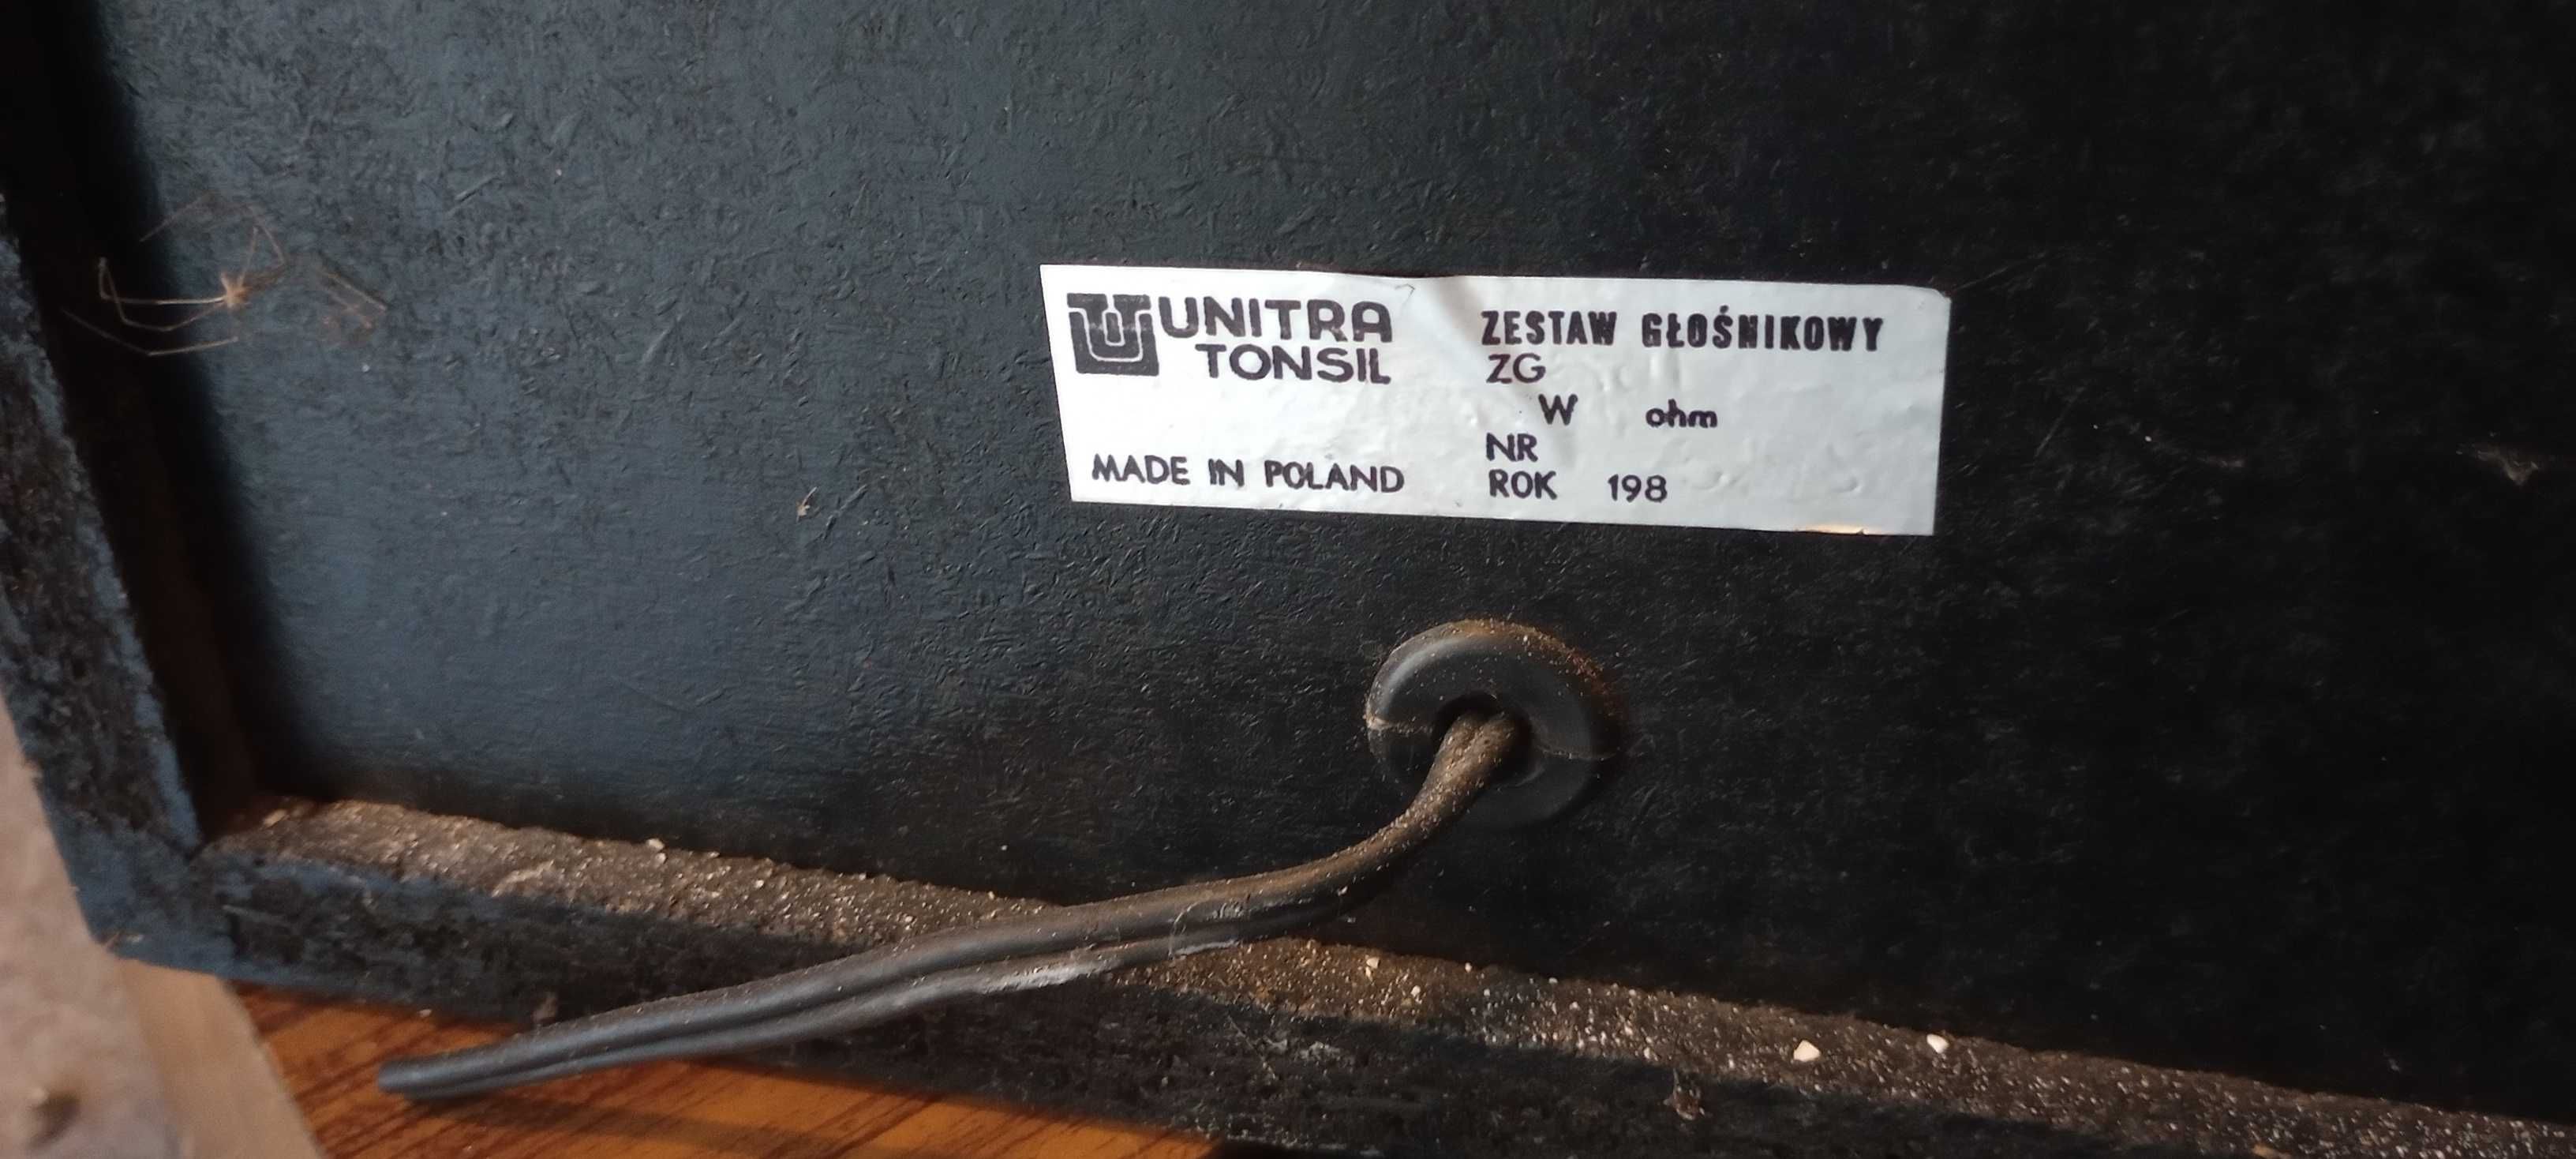 UNITRA
TONSIL
MADE IN POLAND
ZESTAW GŁOŚNIKOWY
ZG
W ohm
NR
ROK 198